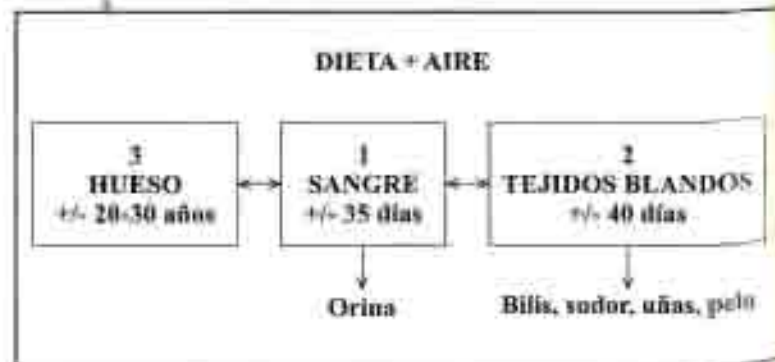 DIETA + AIRE
3
HUESO
+/- 20-30 años
1
SANGRE
+/- 35 días
2
TEJIDOS BLANDOS
+/- 40 días
Orina
Bilis, sudor, uñas, pelo